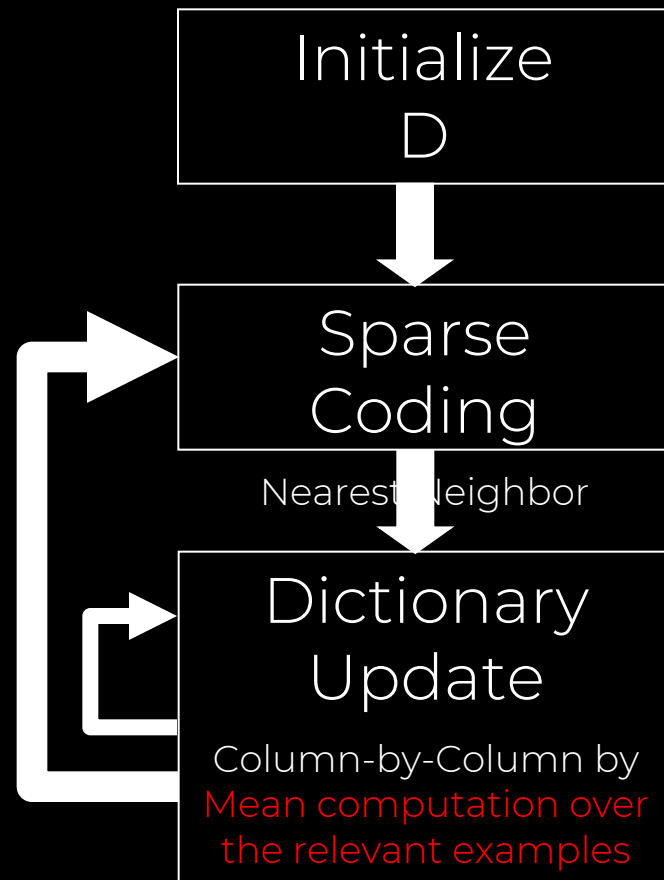 Initialize
D
Sparse
Coding
Nearest Neighbor
Dictionary
Update
Column-by-Column by
Mean computation over
the relevant examples